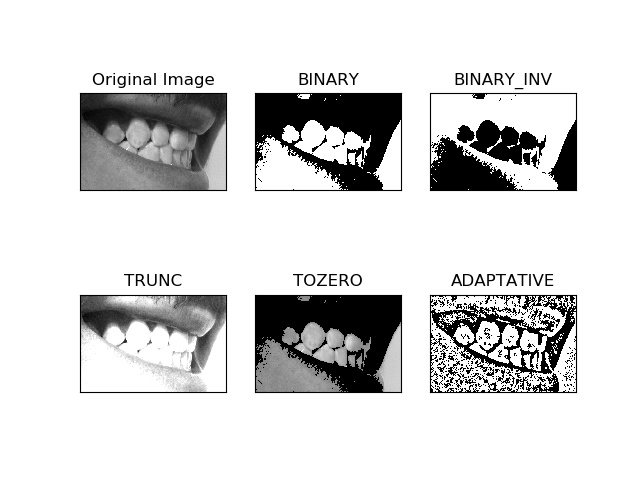 Original Image
BINARY
BINARY_INV
TRUNC
TOZERO
ADAPTATIVE